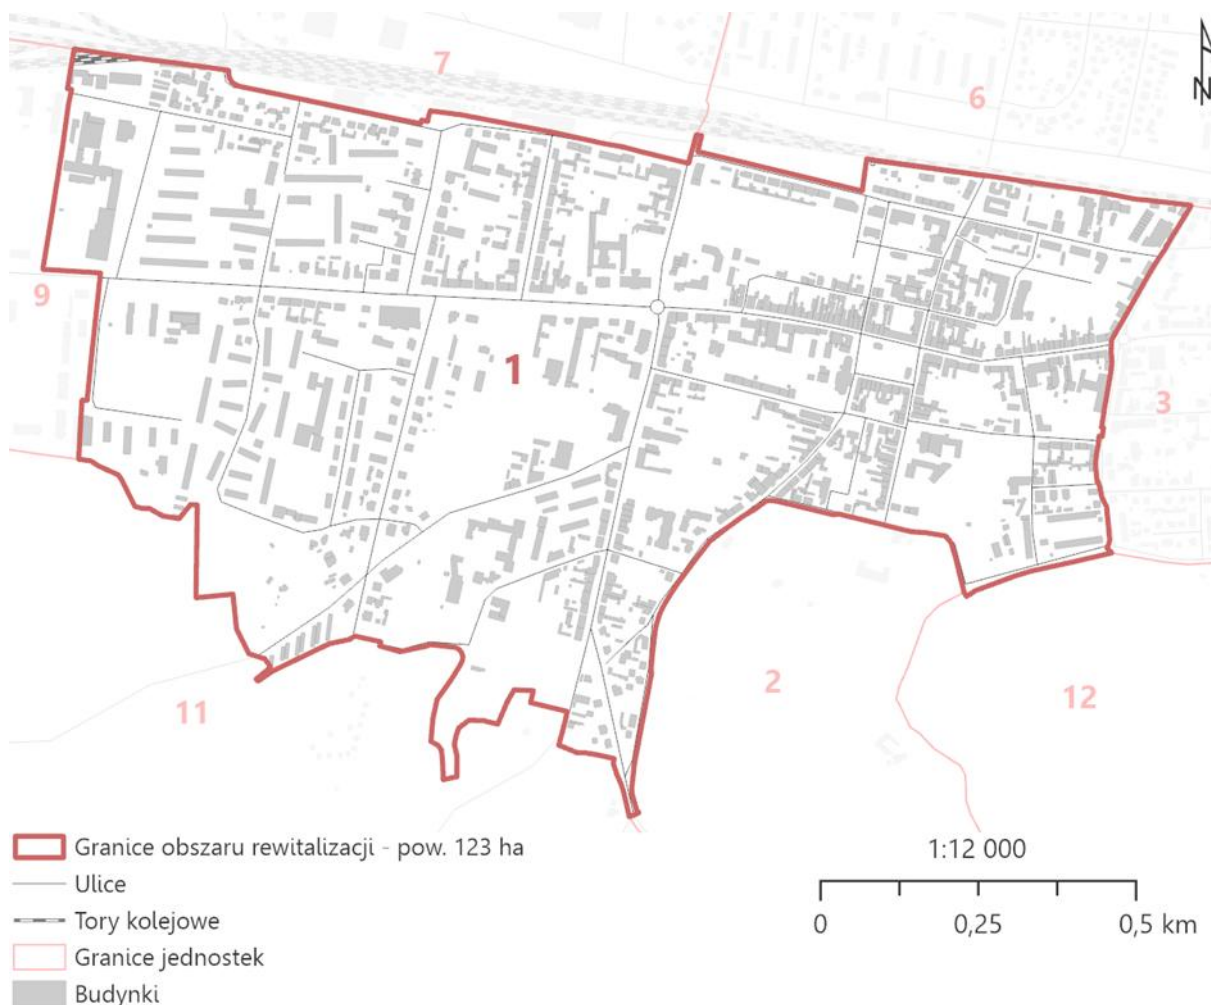 7
6
N
9
1
3
2
12
11
Granice obszaru rewitalizacji - pow. 123 ha
Ulice
Tory kolejowe
Granice jednostek
Budynki
1:12 000
0 0,25 0,5 km